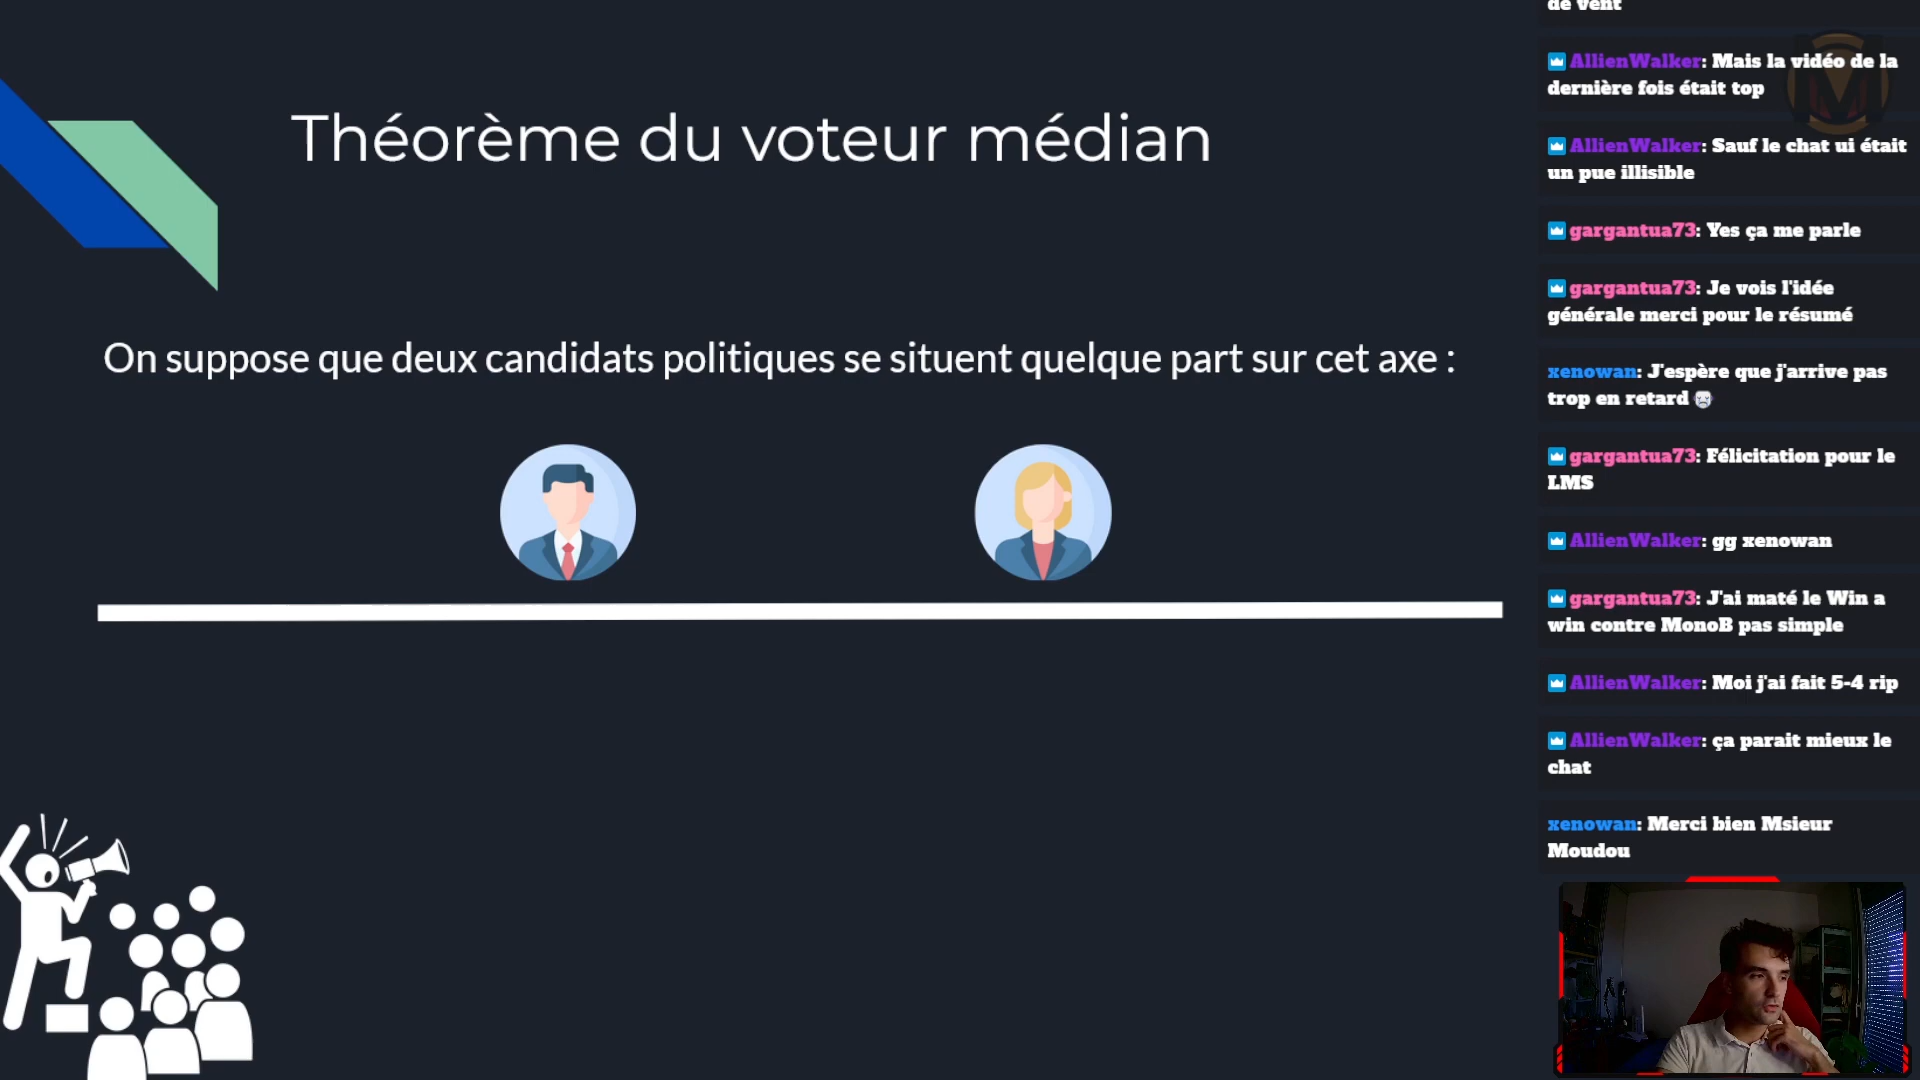 Théorème du voteur médian
On suppose que deux candidats politiques se situent quelque part sur cet axe :
de vent
AllienWalker: Mais la vidéo de la
dernière fois était top
AllienWalker: Sauf le chat ui était
un pue illisible
gargantua73: Yes ça me parle
gargantua73: Je vois l'idée
générale merci pour le résumé
xenowan: J'espère que j'arrive pas
trop en retard
gargantua73: Félicitation pour le
LMS
AllienWalker: gg xenowan
gargantua73: J'ai maté le Win a
win contre MonoB pas simple
AllienWalker: Moi j'ai fait 5-4 rip
AllienWalker: ça parait mieux le
chat
xenowan: Merci bien Msieur
Moudou